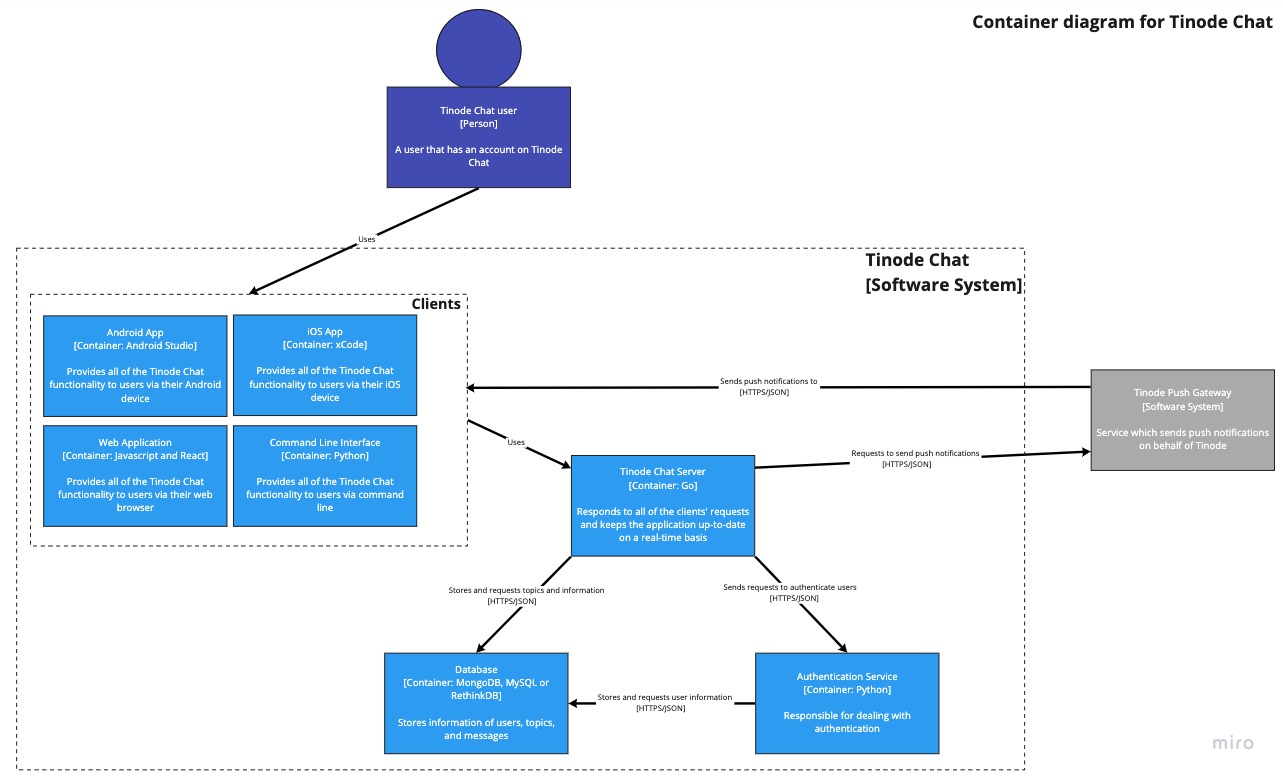 Container diagram for Tinode Chat
Tinode Chat user
[Person]
A user that has an account on Tinode
Chat
Uses
Tinode Chat
[Software System]
Clients
Android App
[Container: Android Studio]
Provides all of the Tinode Chat
functionality to users via their Android
device
iOS App
[Container: xCode]
Provides all of the Tinode Chat
functionality to users via their iOS
device
Web Application
[Container: Javascript and React]
Provides all of the Tinode Chat
functionality to users via their web
browser
Command Line Interface
[Container: Python]
Provides all of the Tinode Chat
functionality to users via command
line
Sends push notifications to
[HTTPS/JSON]
Tinode Push Gateway
[Software System]
Service which sends push notifications
on behalf of Tinode
Uses
Requests to send push notifications
[HTTPS/JSON]
Tinode Chat Server
[Container: Go]
Responds to all of the clients' requests
and keeps the application up-to-date
on a real-time basis
Stores and requests topics and information
[HTTPS/JSON]
Sends requests to authenticate users
[HTTPS/JSON]
Database
[Container: MongoDB, MySQL or
RethinkDB]
Stores information of users, topics,
and messages
Stores and requests user information
[HTTPS/JSON]
Authentication Service
[Container: Python]
Responsible for dealing with
authentication
miro